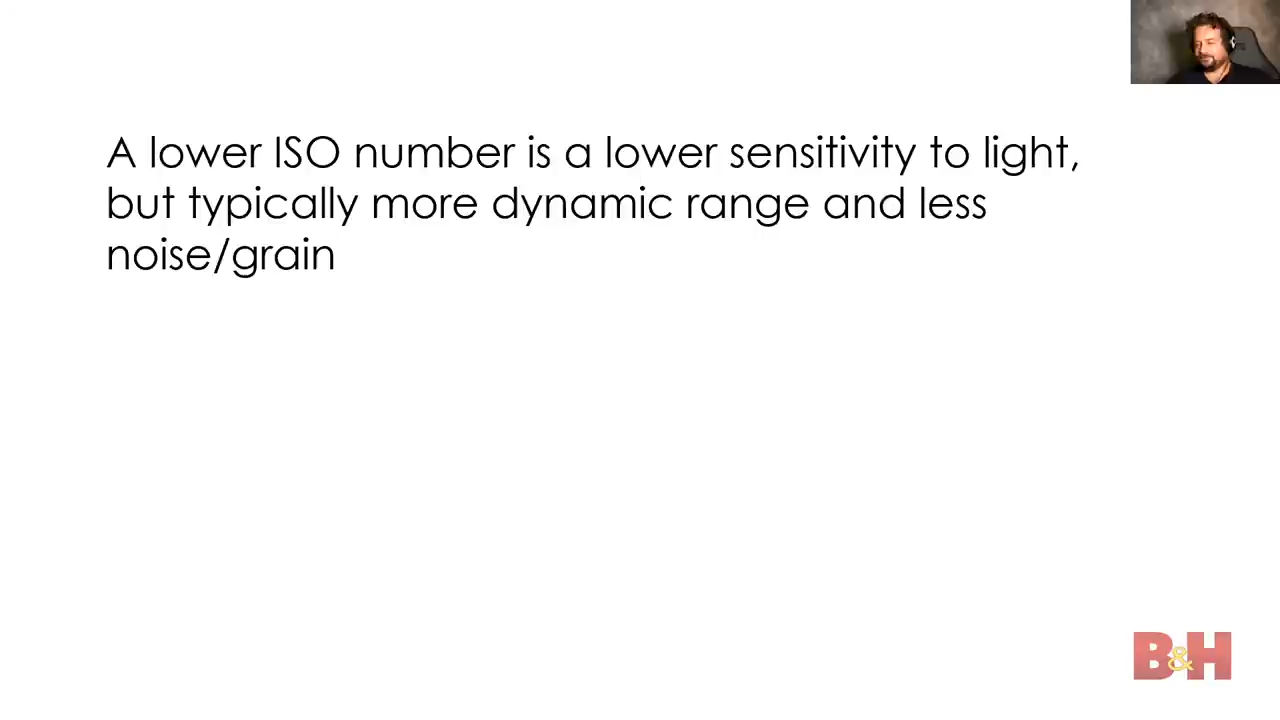 A lower ISO number is a lower sensitivity to light,
but typically more dynamic range and less
noise/grain
B&H